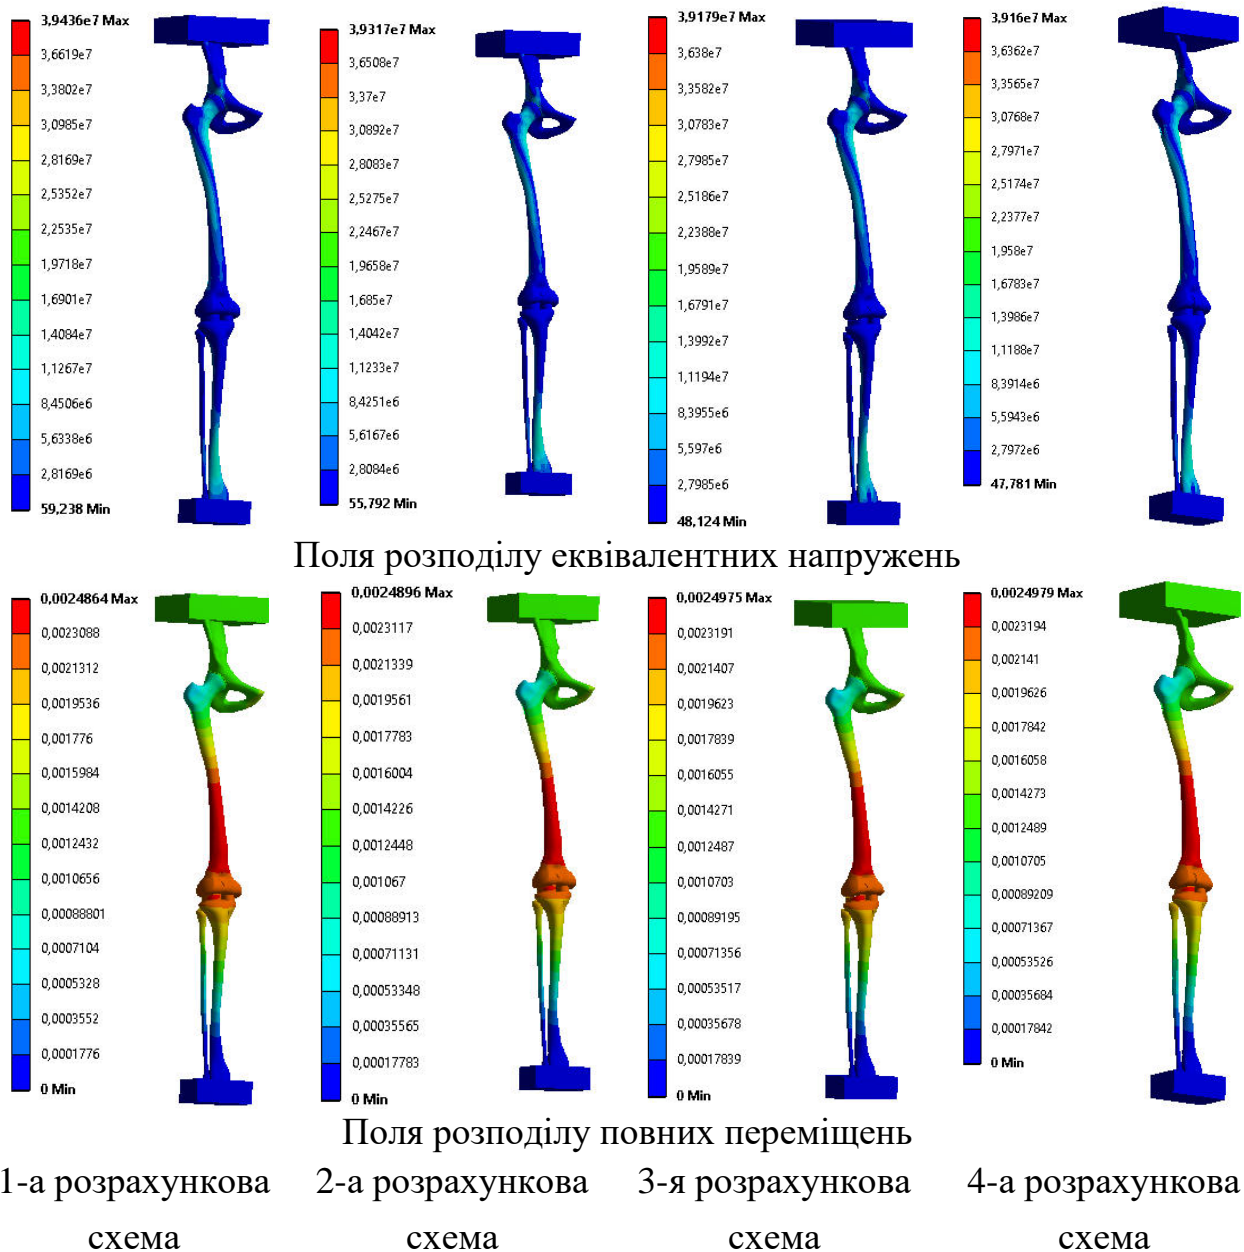 3,9436e7 Max
3,6619e7
3,3802e7
3,0985e7
2,8169e7
2,5352e7
2,2535e7
1,9718e7
1,6901e7
1,4084e7
1,1267e7
8,4506e6
5,6338e6
2,8169e6
59,238 Min
3,9317e7 Max
3,6508e7
3,37e7
3,0892e7
2,8083e7
2,5275e7
2,2467e7
1,9658e7
1,685e7
1,4042e7
1,1233e7
8,4251e6
5,6167e6
2,8084e6
55,792 Min
3,9179e7 Max
3,638e7
3,3582e7
3,0783e7
2,7985e7
2,5186e7
2,2388e7
1,9589e7
1,6791e7
1,3992e7
1,1194e7
8,3955e6
5,597e6
2,7985e6
48,124 Min
3,916e7 Max
3,6362e7
3,3565e7
3,0768e7
2,7971e7
2,5174e7
2,2377e7
1,958e7
1,6783e7
1,3986e7
1,1188e7
8,3914e6
5,5943e6
2,7972e6
47,781 Min
Поля розподілу еквівалентних напружень
0,0024864 Max
0,0023088
0,0021312
0,0019536
0,001776
0,0015984
0,0014208
0,0012432
0,0010656
0,00088801
0,0007104
0,0005328
0,0003552
0,0001776
0 Min
0,0024896 Max
0,0023117
0,0021339
0,0019561
0,0017783
0,0016004
0,0014226
0,0012448
0,001067
0,00088913
0,00071131
0,00053348
0,00035565
0,00017783
0 Min
0,0024975 Max
0,0023191
0,0021407
0,0019623
0,0017839
0,0016055
0,0014271
0,0012487
0,0010703
0,00089195
0,00071356
0,00053517
0,00035678
0,00017839
0 Min
0,0024979 Max
0,0023194
0,002141
0,0019626
0,0017842
0,0016058
0,0014273
0,0012489
0,0010705
0,00089209
0,00071367
0,00053526
0,00035684
0,00017842
0 Min
Поля розподілу повних переміщень
1-а розрахункова
схема
2-а розрахункова
схема
3-я розрахункова
схема
4-а розрахункова
схема